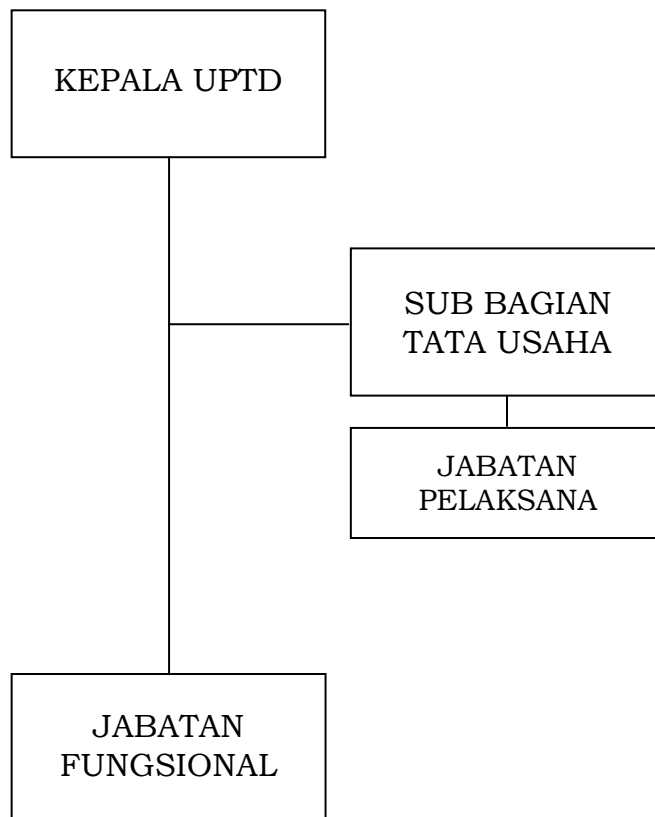 KEPALA UPTD
SUB BAGIAN
TATA USAHA
JABATAN
PELAKSANA
JABATAN
FUNGSIONAL